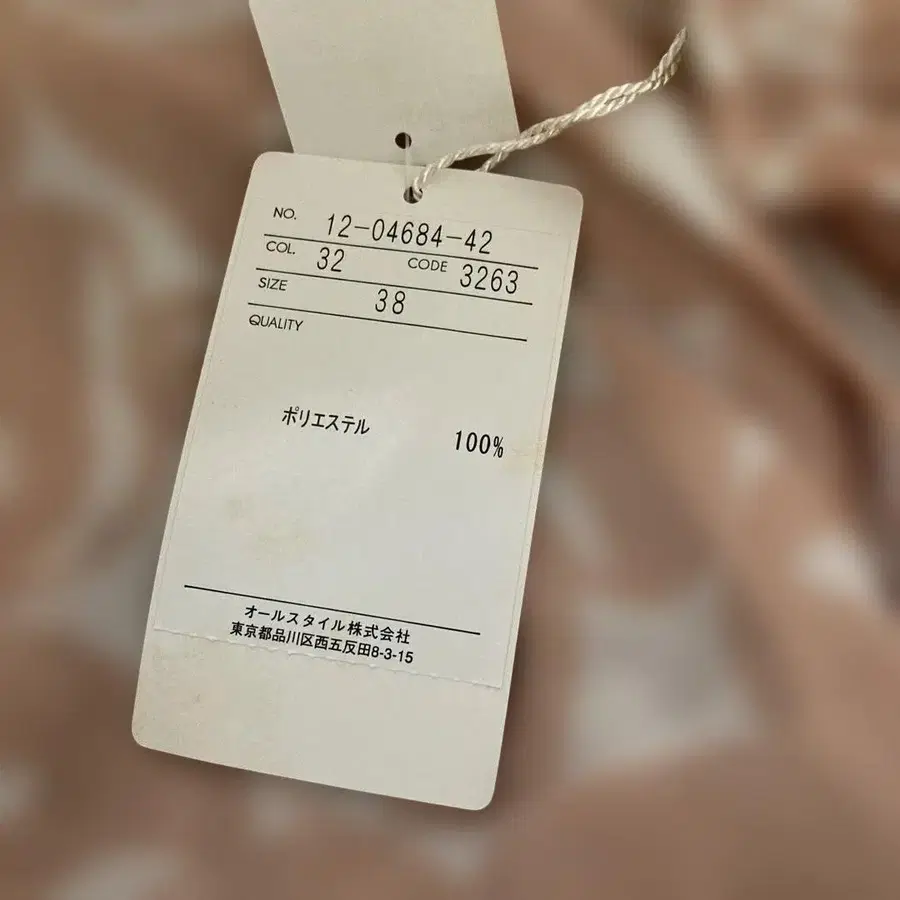 NO. 12-04684-42
COL. 32 CODE 3263
SIZE 38
QUALITY
ポリエステル 100%
オールスタイル株式会社
東京都品川区西五反田8-3-15